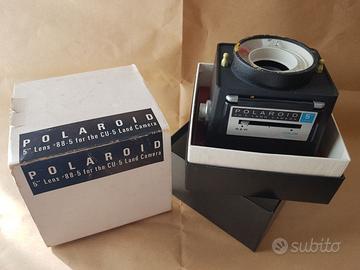 POLAROID
5" Lens ·88-5 for the CU-5 Land Camera
POLAROID
5" Lens ·88-5 for the CU-5 Land Camera
POLAROID 5"
subito